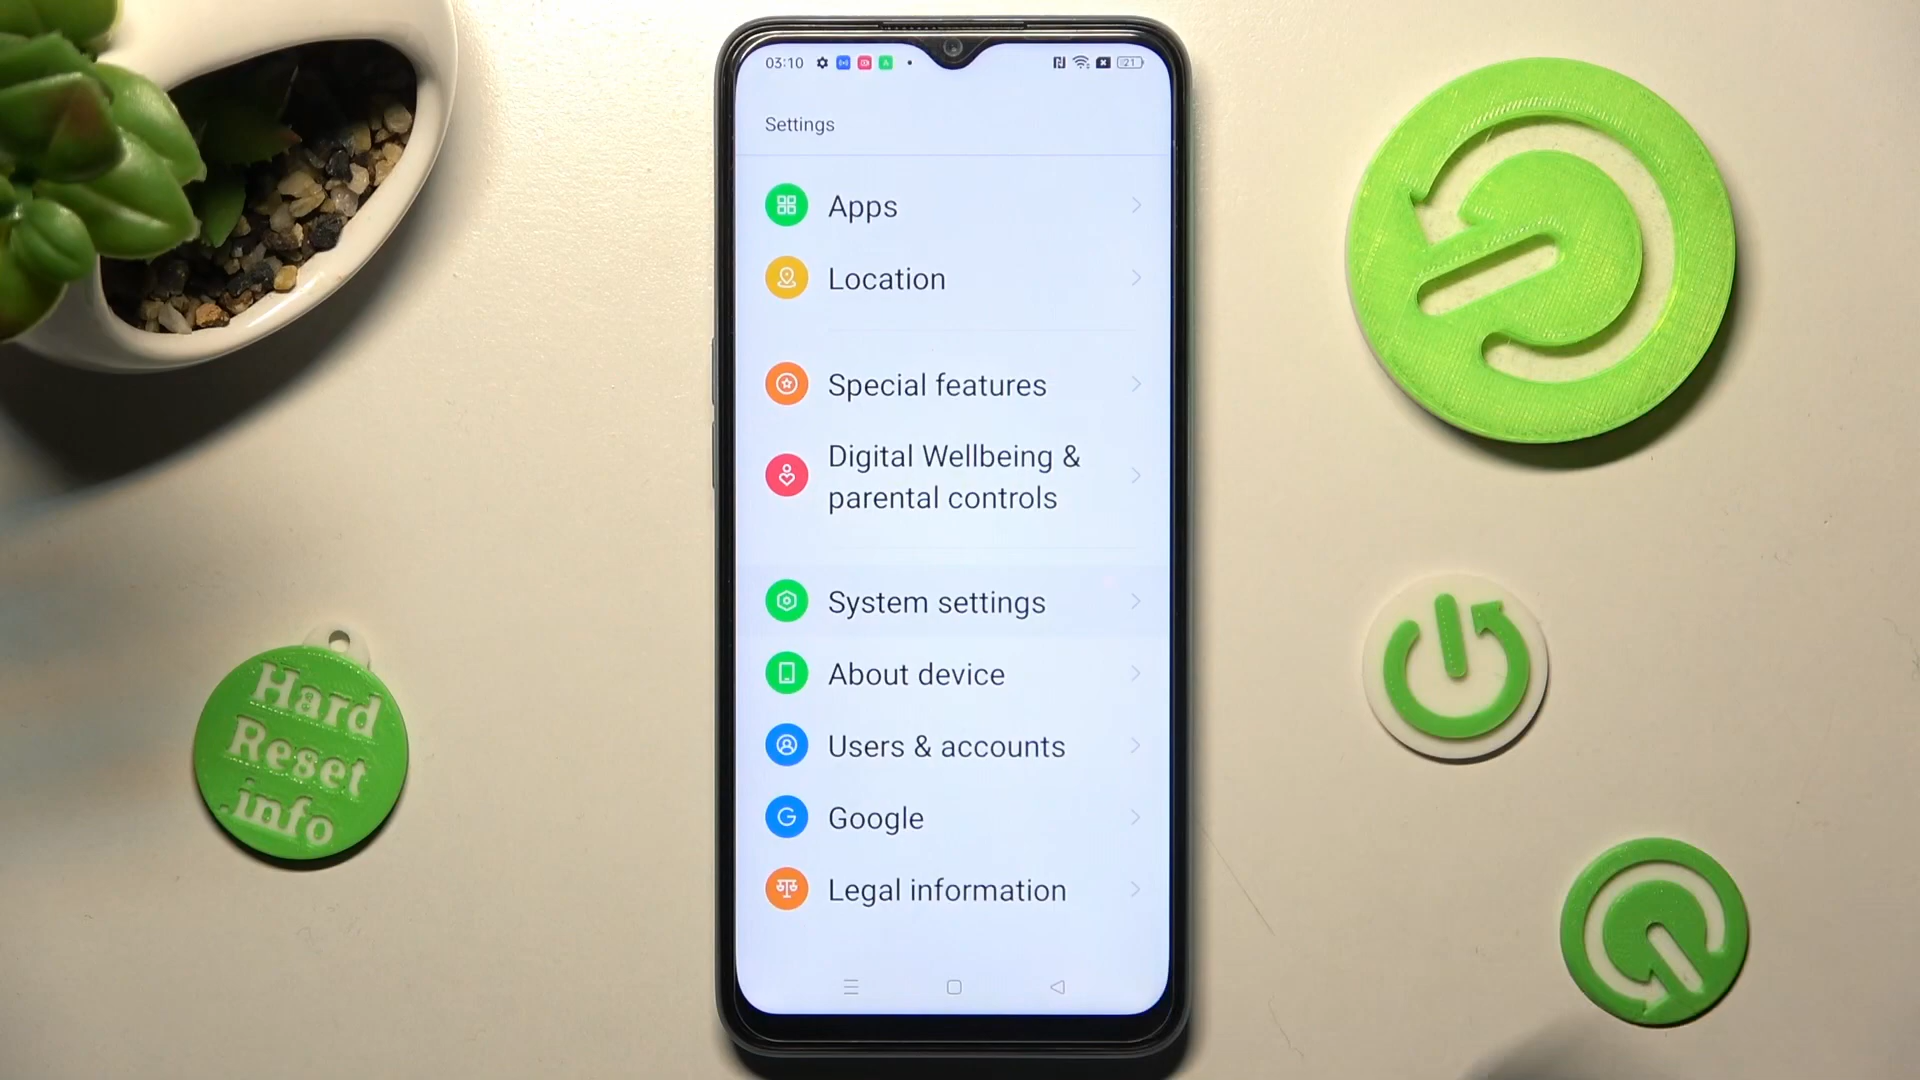 03:10
21
Settings
Apps
Location
Special features
Digital Wellbeing &
parental controls
System settings
About device
Users & accounts
Google
Legal information
Hard
Reset
.info